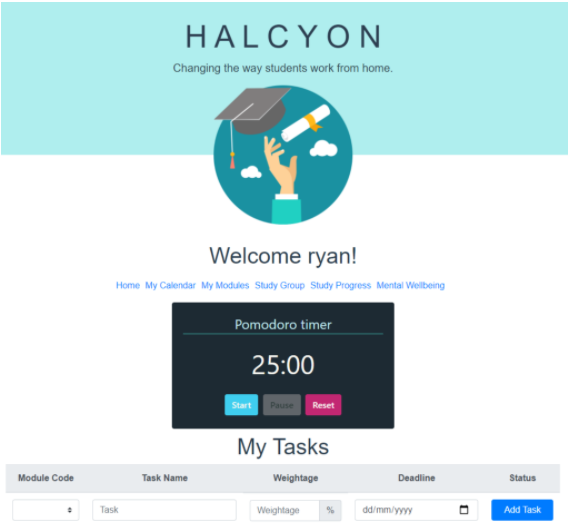 HALCYON
Changing the way students work from home.
Welcome ryan!
Home My Calendar My Modules Study Group Study Progress Mental Wellbeing
Pomodoro timer
25:00
Start Pause Reset
My Tasks
Module Code Task Name Weightage Deadline Status
Task Weightage % dd/mm/yyyy Add Task